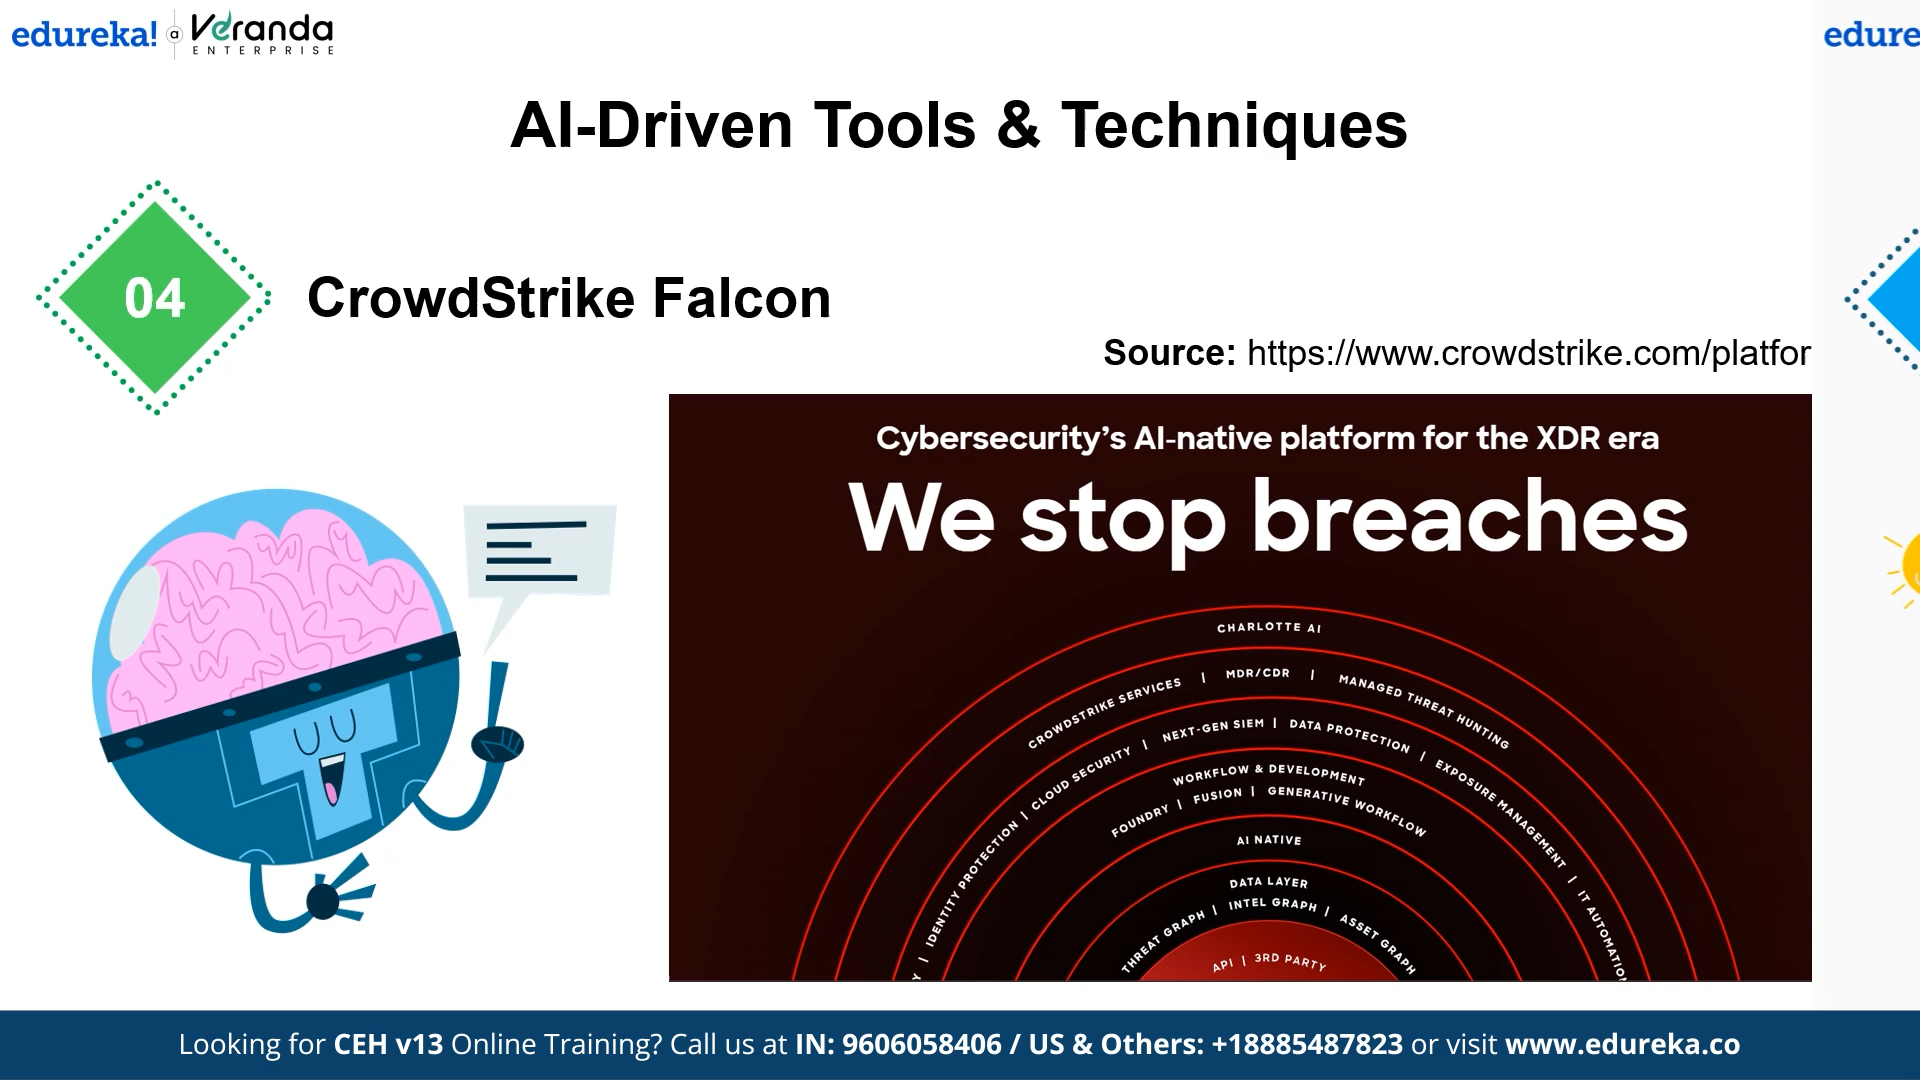 edureka! a Veranda
ENTERPRISE
edure
AI-Driven Tools & Techniques
04
CrowdStrike Falcon
Source: https://www.crowdstrike.com/platfor
Cybersecurity's AI-native platform for the XDR era
We stop breaches
CHARLOTTE AI
CROWDSTRIKE SERVICES | MDR/CDR | MANAGED THREAT HUNTING
Y | IDENTITY PROTECTION | CLOUD SECURITY | NEXT-GEN SIEM | DATA PROTECTION | EXPOSURE MANAGEMENT | IT AUTOMATION
WORKFLOW & DEVELOPMENT
FOUNDRY | FUSION | GENERATIVE WORKFLOW
AI NATIVE
DATA LAYER
THREAT GRAPH | INTEL GRAPH | ASSET GRAPH
API | 3RD PARTY
Looking for CEH v13 Online Training? Call us at IN: 9606058406 / US & Others: +18885487823 or visit www.edureka.co